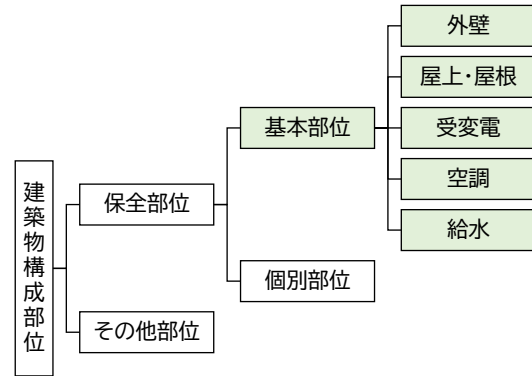 建築物構成部位
保全部位
その他部位
基本部位
個別部位
外壁
屋上・屋根
受変電
空調
給水